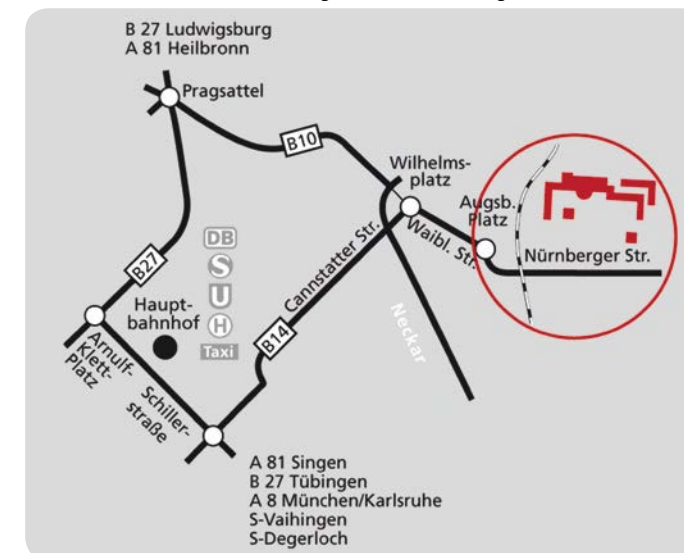 B 27 Ludwigsburg
A 81 Heilbronn
Pragsattel
B10
Wilhelms-
platz
Augsb.
Platz
Waibl. Str.
Nürnberger Str.
Cannstatter Str.
DB
S
U
H
Taxi
B27
Haupt-
bahnhof
Neckar
B14
Arnulf-
Klett-
Platz
Schiller-
straße
A 81 Singen
B 27 Tübingen
A 8 München/Karlsruhe
S-Vaihingen
S-Degerloch